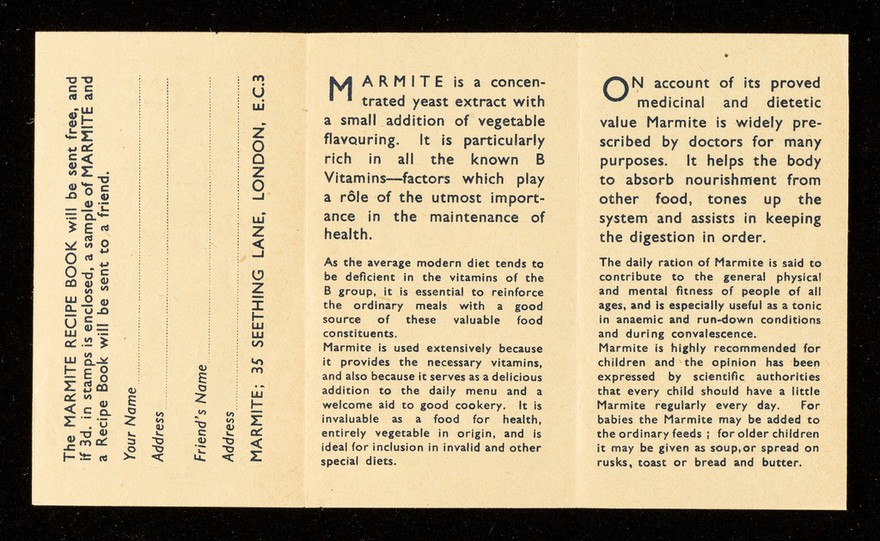 The MARMITE RECIPE BOOK will be sent free, and
if 3d. in stamps is enclosed, a sample of MARMITE and
a Recipe Book will be sent to a friend.
Your Name
Address
Friend's Name
Address
MARMITE; 35 SEETHING LANE, LONDON, E.C.3
MARMITE is a concen-
trated yeast extract with
a small addition of vegetable
flavouring. It is particularly
rich in all the known B
Vitamins—factors which play
a rôle of the utmost import-
ance in the maintenance of
health.
As the average modern diet tends to
be deficient in the vitamins of the
B group, it is essential to reinforce
the ordinary meals with a good
source of these valuable food
constituents.
Marmite is used extensively because
it provides the necessary vitamins,
and also because it serves as a delicious
addition to the daily menu and a
welcome aid to good cookery. It is
invaluable as a food for health,
entirely vegetable in origin, and is
ideal for inclusion in invalid and other
special diets.
ON account of its proved
medicinal and dietetic
value Marmite is widely pre-
scribed by doctors for many
purposes. It helps the body
to absorb nourishment from
other food, tones up the
system and assists in keeping
the digestion in order.
The daily ration of Marmite is said to
contribute to the general physical
and mental fitness of people of all
ages, and is especially useful as a tonic
in anaemic and run-down conditions
and during convalescence.
Marmite is highly recommended for
children and the opinion has been
expressed by scientific authorities
that every child should have a little
Marmite regularly every day. For
babies the Marmite may be added to
the ordinary feeds ; for older children
it may be given as soup, or spread on
rusks, toast or bread and butter.